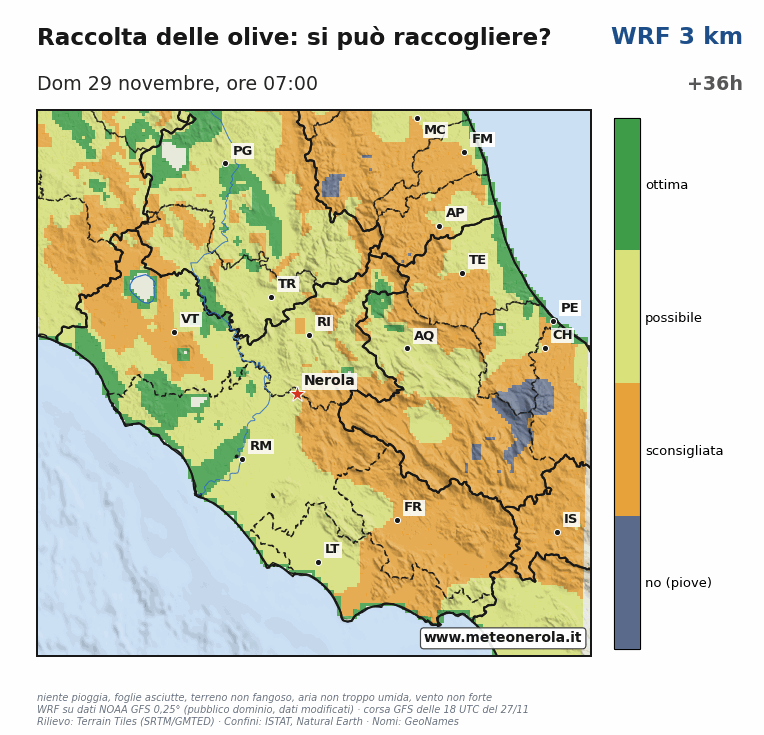 Raccolta delle olive: si può raccogliere?
WRF 3 km
Dom 29 novembre, ore 07:00
+36h
MC
FM
PG
AP
TE
TR
PE
VT
RI
AQ
CH
Nerola
RM
FR
IS
LT
www.meteonerola.it
ottima
possibile
sconsigliata
no (piove)
niente pioggia, foglie asciutte, terreno non fangoso, aria non troppo umida, vento non forte
WRF su dati NOAA GFS 0,25° (pubblico dominio, dati modificati) · corsa GFS delle 18 UTC del 27/11
Rilievo: Terrain Tiles (SRTM/GMTED) · Confini: ISTAT, Natural Earth · Nomi: GeoNames